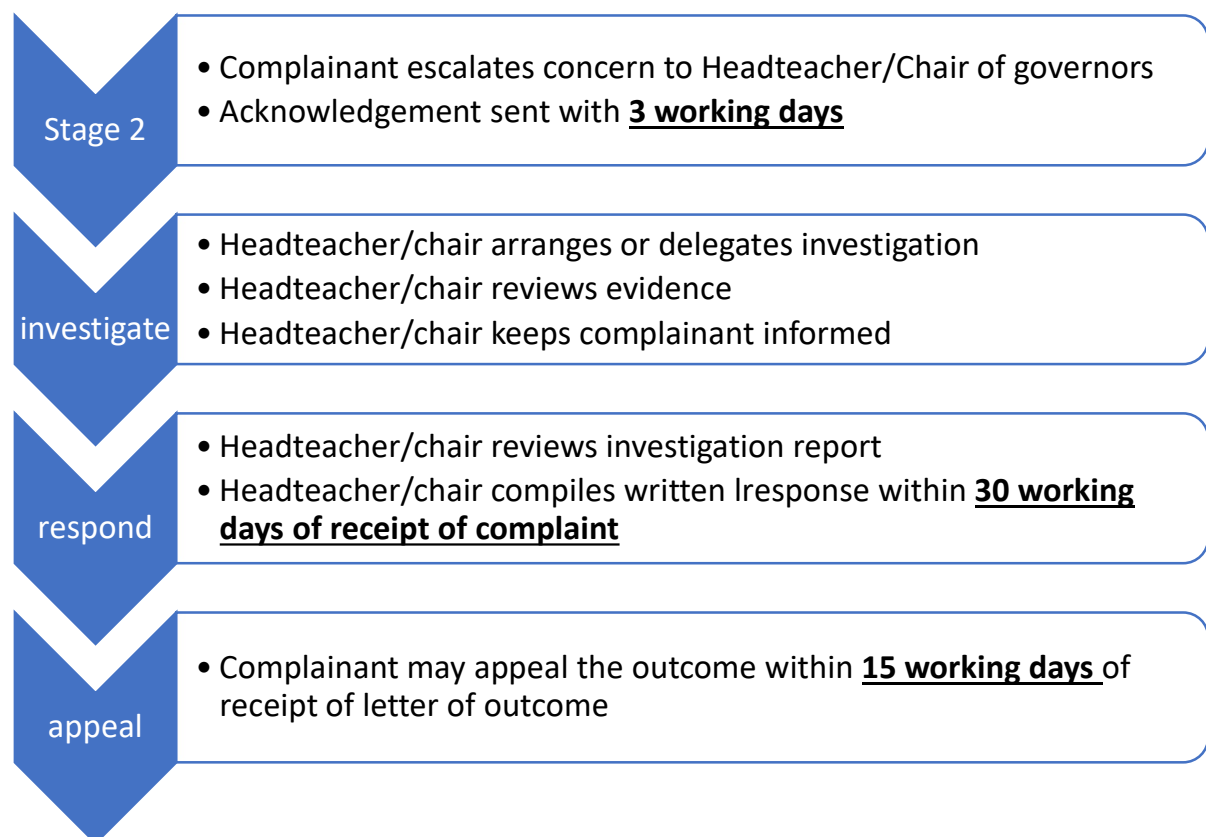 Stage 2
• Complainant escalates concern to Headteacher/Chair of governors
• Acknowledgement sent with 3 working days
investigate
• Headteacher/chair arranges or delegates investigation
• Headteacher/chair reviews evidence
• Headteacher/chair keeps complainant informed
respond
• Headteacher/chair reviews investigation report
• Headteacher/chair compiles written lresponse within 30 working
days of receipt of complaint
appeal
• Complainant may appeal the outcome within 15 working days of
receipt of letter of outcome